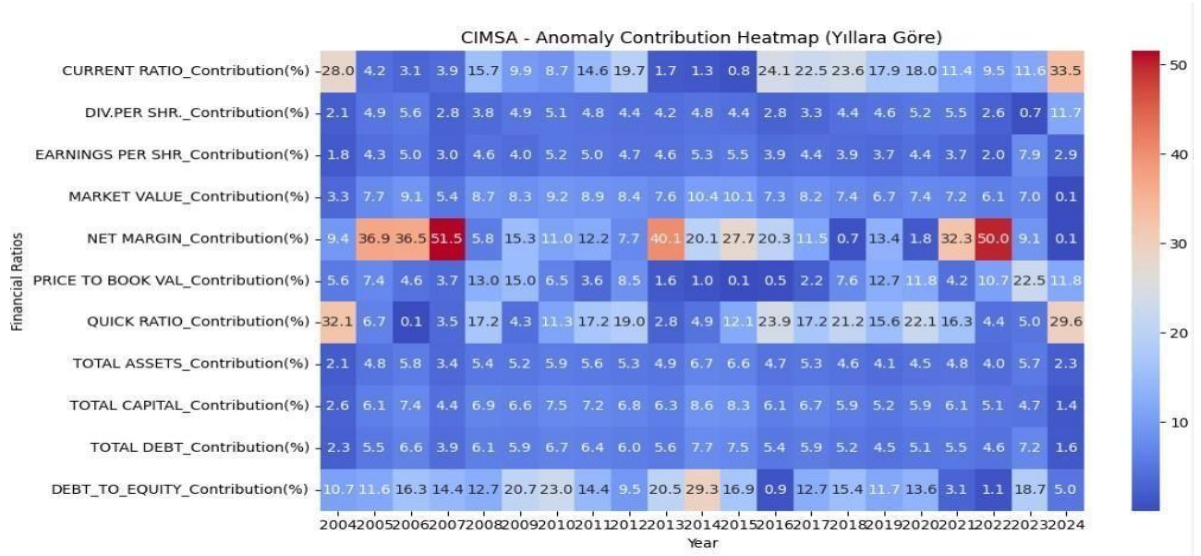 CIMSA - Anomaly Contribution Heatmap (Yıllara Göre)
CURRENT RATIO_Contribution(%) 28.0 4.2 3.1 3.9 15.7 9.9 8.7 14.6 19.7 1.7 1.3 0.8 24.1 22.5 23.6 17.9 18.0 11.4 9.5 11.6 33.5
DIV.PER SHR._Contribution(%) 2.1 4.9 5.6 2.8 3.8 4.9 5.1 4.8 4.4 4.2 4.8 4.4 2.8 3.3 4.4 4.6 5.2 5.5 2.6 0.7 11.7
EARNINGS PER SHR_Contribution(%) 1.8 4.3 5.0 3.0 4.6 4.0 5.2 5.0 4.7 4.6 5.3 5.5 3.9 4.4 3.9 3.7 4.4 3.7 2.0 7.9 2.9
MARKET VALUE_Contribution(%) 3.3 7.7 9.1 5.4 8.7 8.3 9.2 8.9 8.4 7.6 10.4 10.1 7.3 8.2 7.4 6.7 7.4 7.2 6.1 7.0 0.1
NET MARGIN_Contribution(%) 9.4 36.9 36.5 51.5 5.8 15.3 11.0 12.2 7.7 40.1 20.1 27.7 20.3 11.5 0.7 13.4 1.8 32.3 50.0 9.1 0.1
PRICE TO BOOK VAL_Contribution(%) 5.6 7.4 4.6 3.7 13.0 15.0 6.5 3.6 8.5 1.6 1.0 0.1 0.5 2.2 7.6 12.7 11.8 4.2 10.7 22.5 11.8
QUICK RATIO_Contribution(%) 32.1 6.7 0.1 3.5 17.2 4.3 11.3 17.2 19.0 2.8 4.9 12.1 23.9 17.2 21.2 15.6 22.1 16.3 4.4 5.0 29.6
TOTAL ASSETS_Contribution(%) 2.1 4.8 5.8 3.4 5.4 5.2 5.9 5.6 5.3 4.9 6.7 6.6 4.7 5.3 4.6 4.1 4.5 4.8 4.0 5.7 2.3
TOTAL CAPITAL_Contribution(%) 2.6 6.1 7.4 4.4 6.9 6.6 7.5 7.2 6.8 6.3 8.6 8.3 6.1 6.7 5.9 5.2 5.9 6.1 5.1 4.7 1.4
TOTAL DEBT_Contribution(%) 2.3 5.5 6.6 3.9 6.1 5.9 6.7 6.4 6.0 5.6 7.7 7.5 5.4 5.9 5.2 4.5 5.1 5.5 4.6 7.2 1.6
DEBT_TO_EQUITY_Contribution(%) 10.7 11.6 16.3 14.4 12.7 20.7 23.0 14.4 9.5 20.5 29.3 16.9 0.9 12.7 15.4 11.7 13.6 3.1 1.1 18.7 5.0
2004 2005 2006 2007 2008 2009 2010 2011 2012 2013 2014 2015 2016 2017 2018 2019 2020 2021 2022 2023 2024
Year
Financial Ratios
50
40
30
20
10